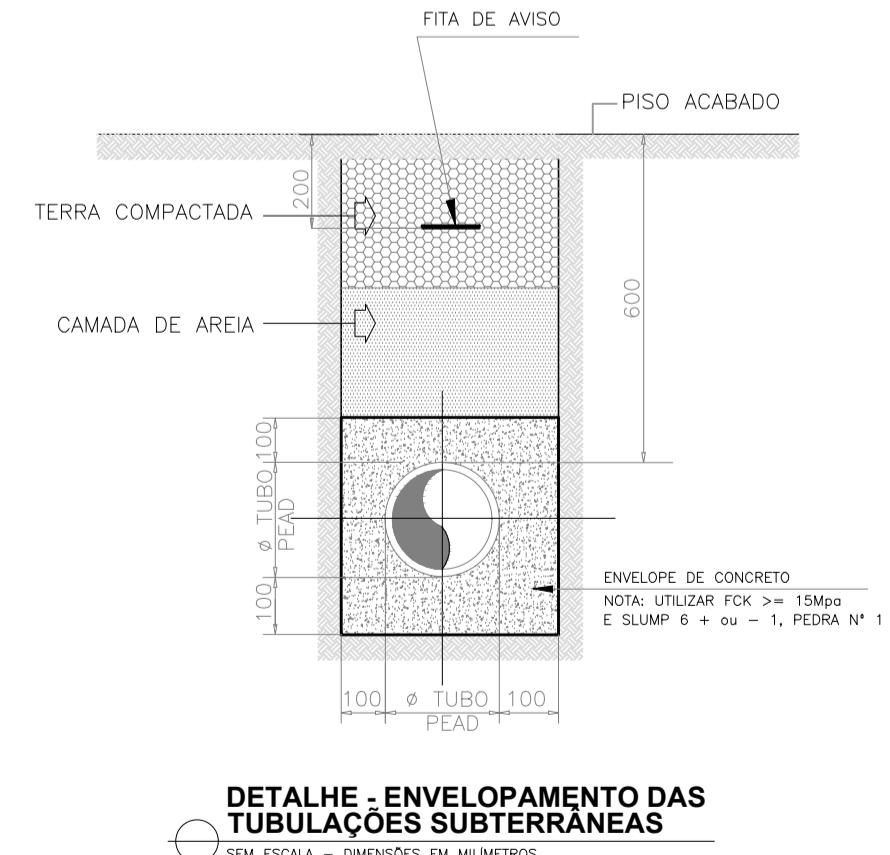 FITA DE AVISO
PISO ACABADO
200
TERRA COMPACTADA
600
CAMADA DE AREIA
100
ø TUBO
PEAD
100
ENVELOPE DE CONCRETO
NOTA: UTILIZAR FCK >= 15Mpa
E SLUMP 6 + ou - 1, PEDRA N° 1
100 ø TUBO 100
PEAD
DETALHE - ENVELOPAMENTO DAS
TUBULAÇÕES SUBTERRÂNEAS
SEM ESCALA - DIMENSÕES EM MILÍMETROS